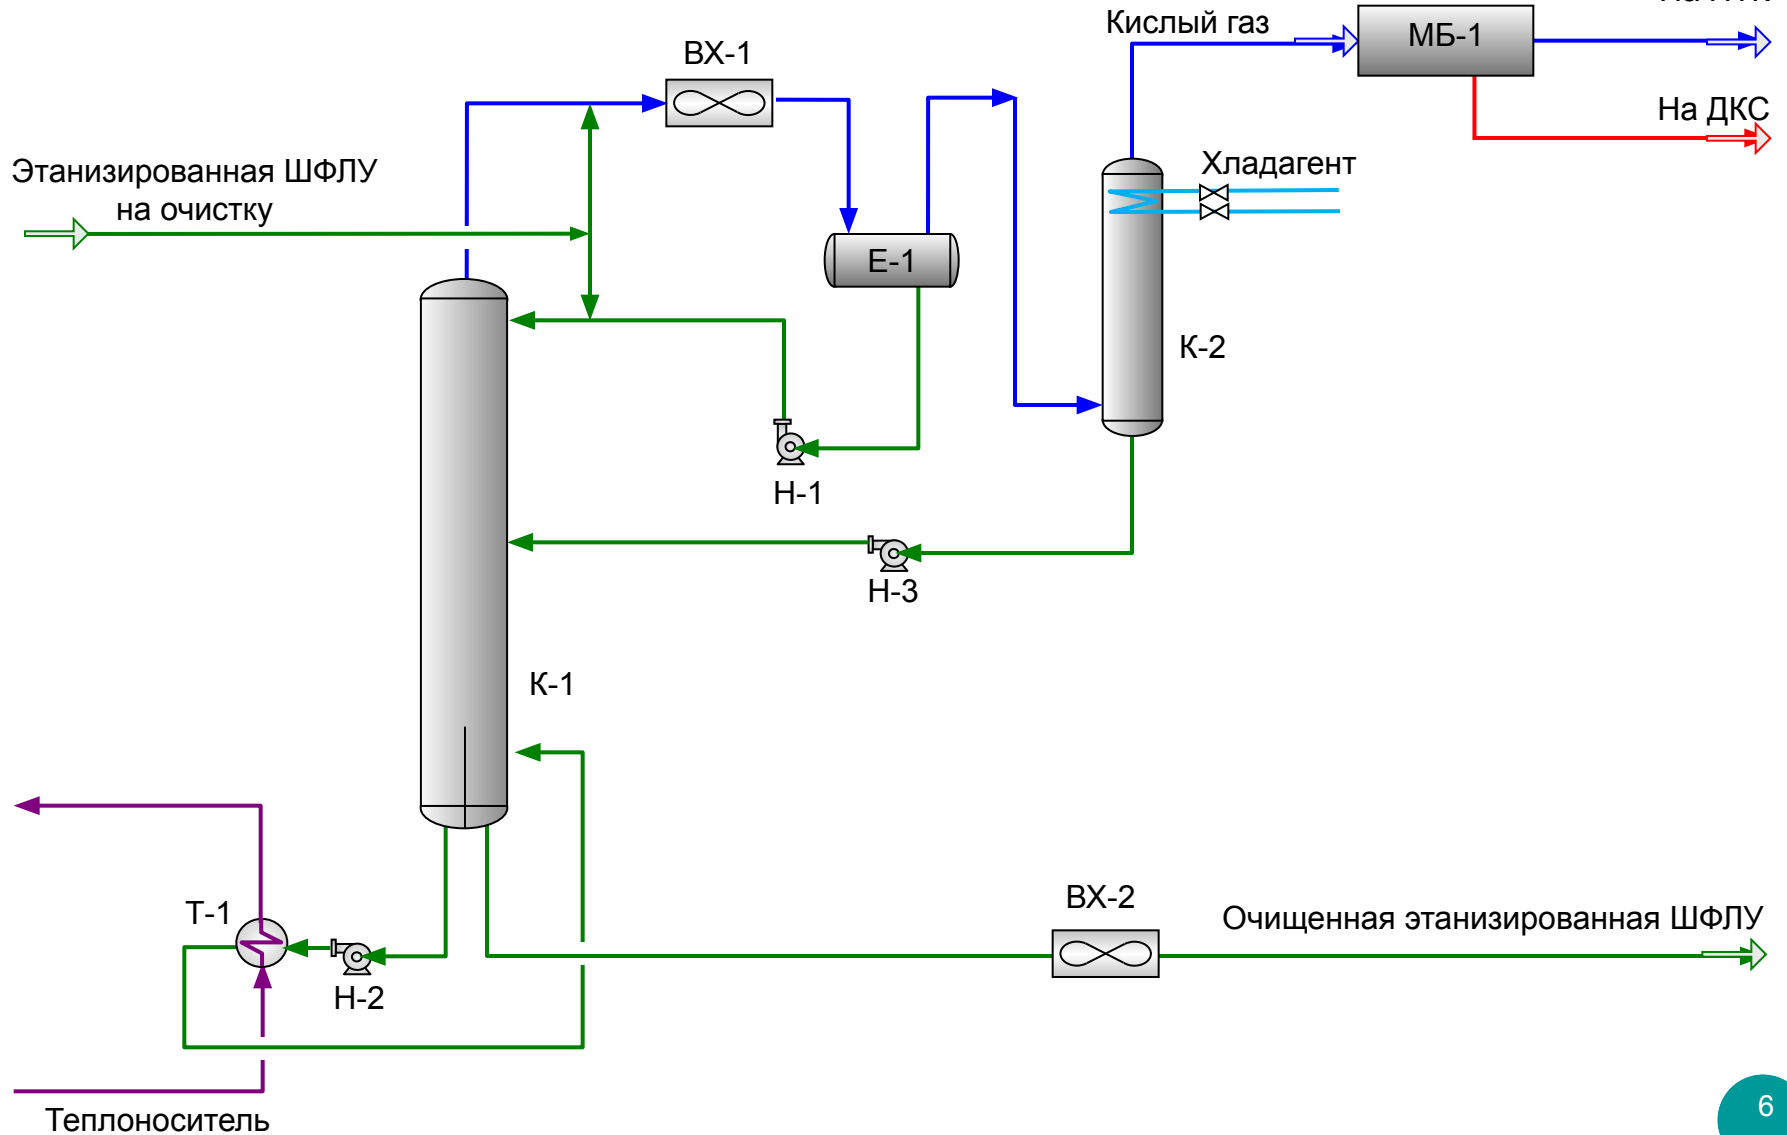 Кислый газ
МБ-1
ВХ-1
На ДКС
Этанизированная ШФЛУ
на очистку
Хладагент
Е-1
К-2
Н-1
Н-3
К-1
Т-1
ВХ-2
Очищенная этанизированная ШФЛУ
Н-2
Теплоноситель
6